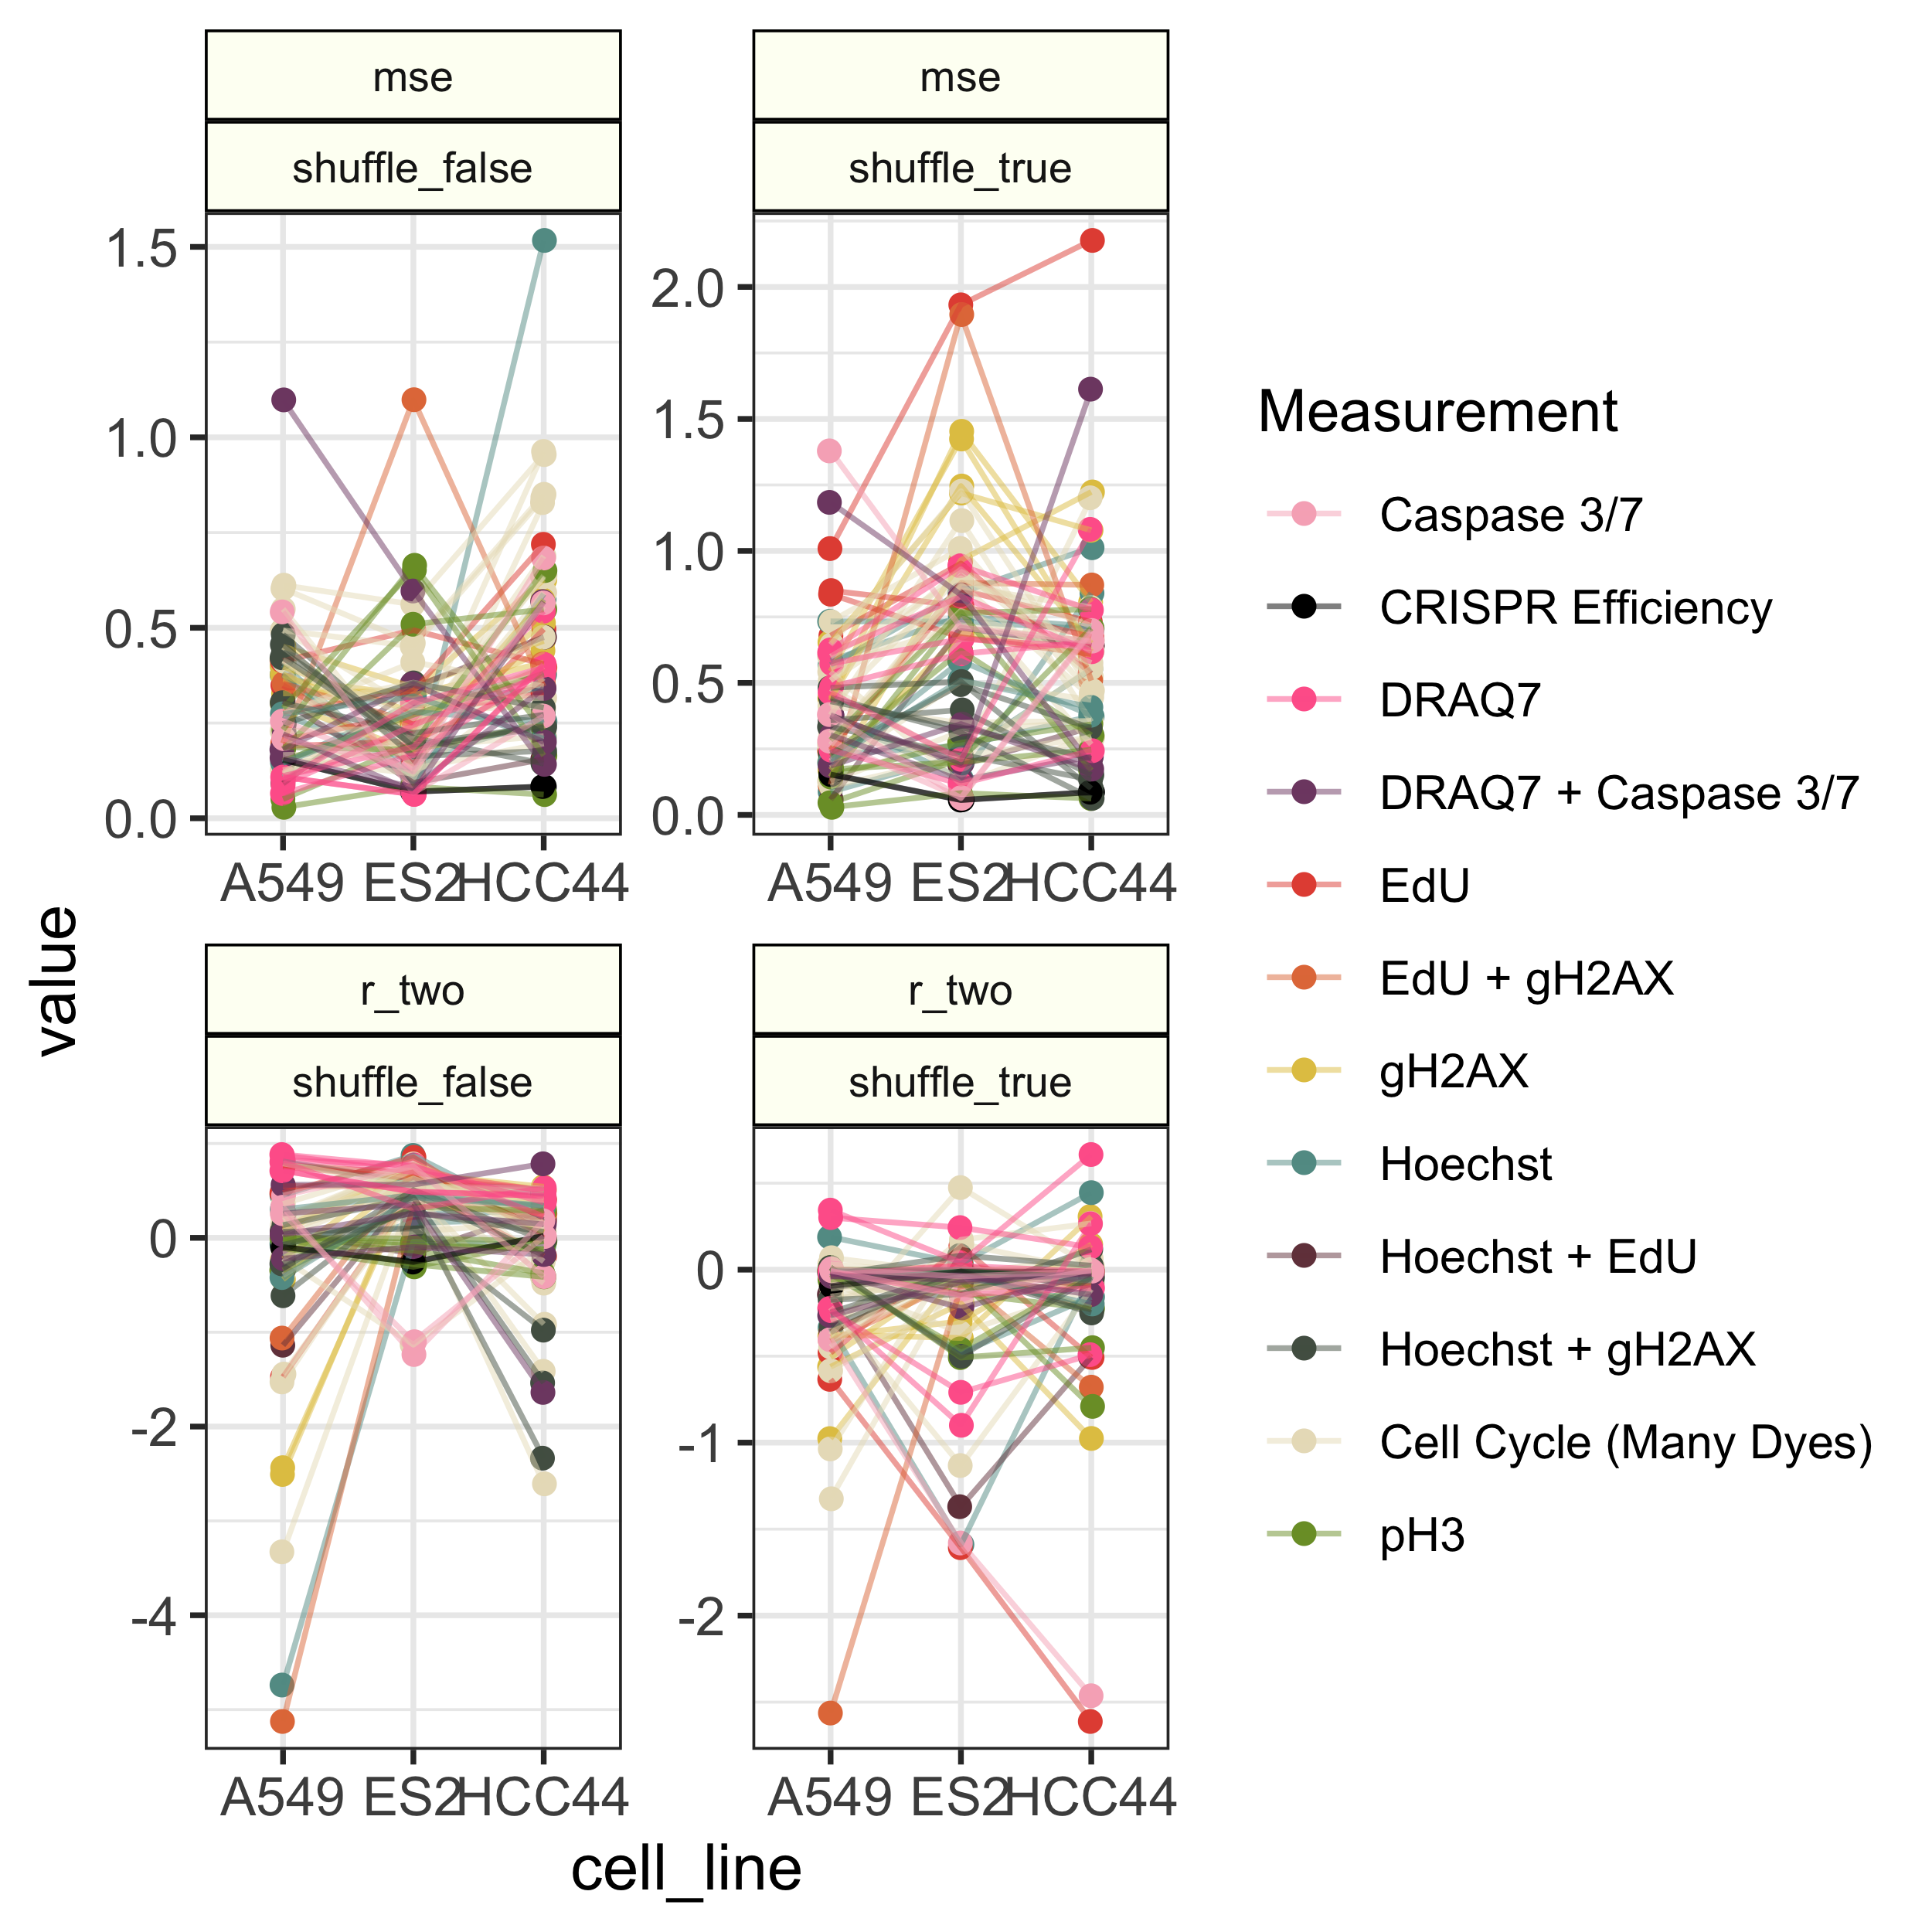 mse
shuffle_false
1.5
1.0
0.5
0.0
A549 ES2 HCC44
mse
shuffle_true
2.0
1.5
1.0
0.5
0.0
A549 ES2 HCC44
r_two
shuffle_false
0
-2
-4
A549 ES2 HCC44
r_two
shuffle_true
0
-1
-2
A549 ES2 HCC44
value
cell_line
Measurement
Caspase 3/7
CRISPR Efficiency
DRAQ7
DRAQ7 + Caspase 3/7
EdU
EdU + gH2AX
gH2AX
Hoechst
Hoechst + EdU
Hoechst + gH2AX
Cell Cycle (Many Dyes)
pH3